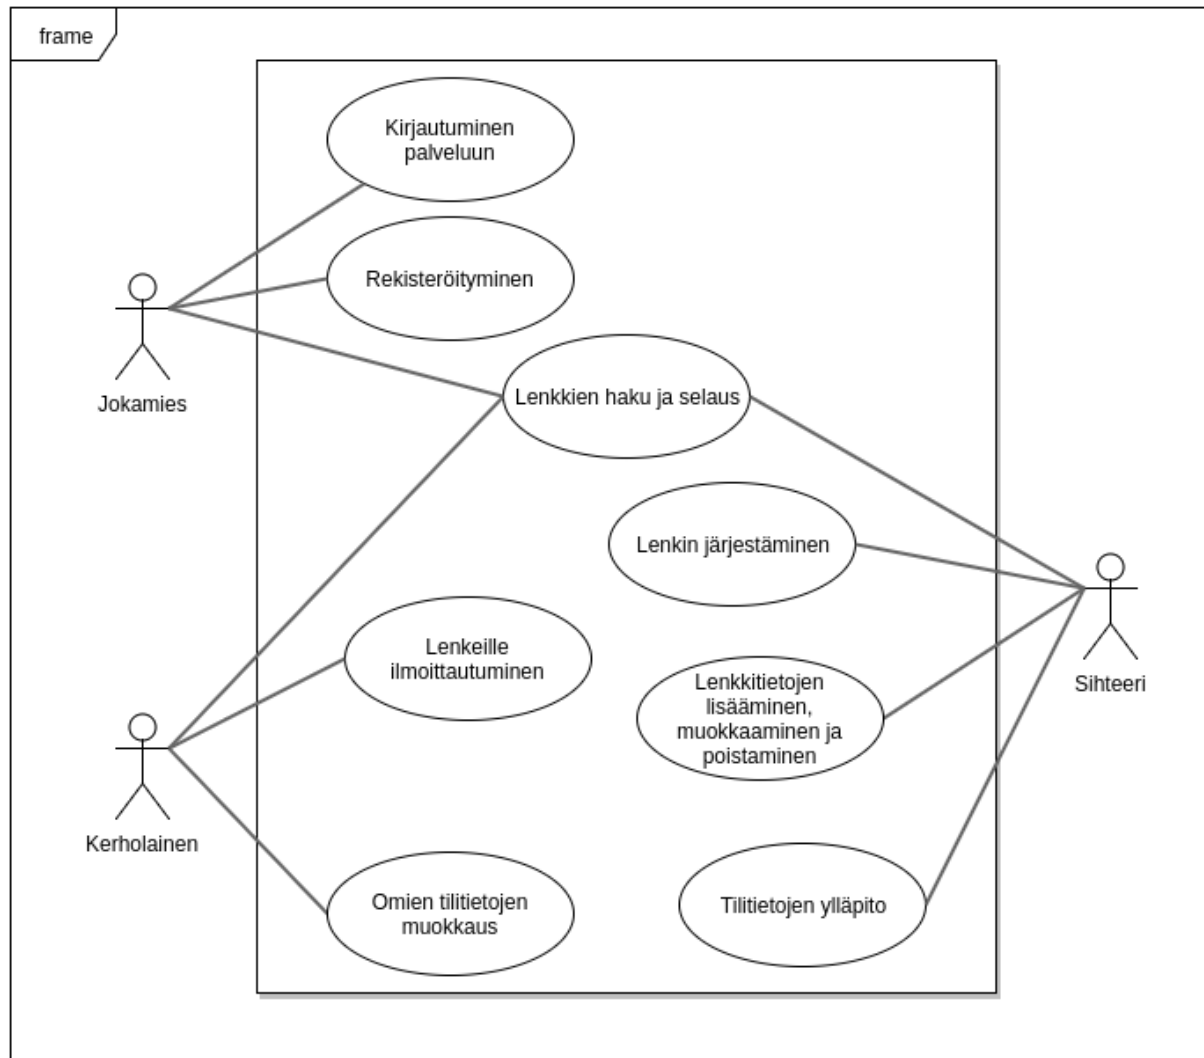 frame
Kirjautuminen
palveluun
Rekisteröityminen
Jokamies
Lenkkien haku ja selaus
Lenkin järjestäminen
Lenkeille
ilmoittautuminen
Lenkkitietojen
lisääminen,
muokkaaminen ja
poistaminen
Sihteeri
Kerholainen
Omien tilitietojen
muokkaus
Tilitietojen ylläpito